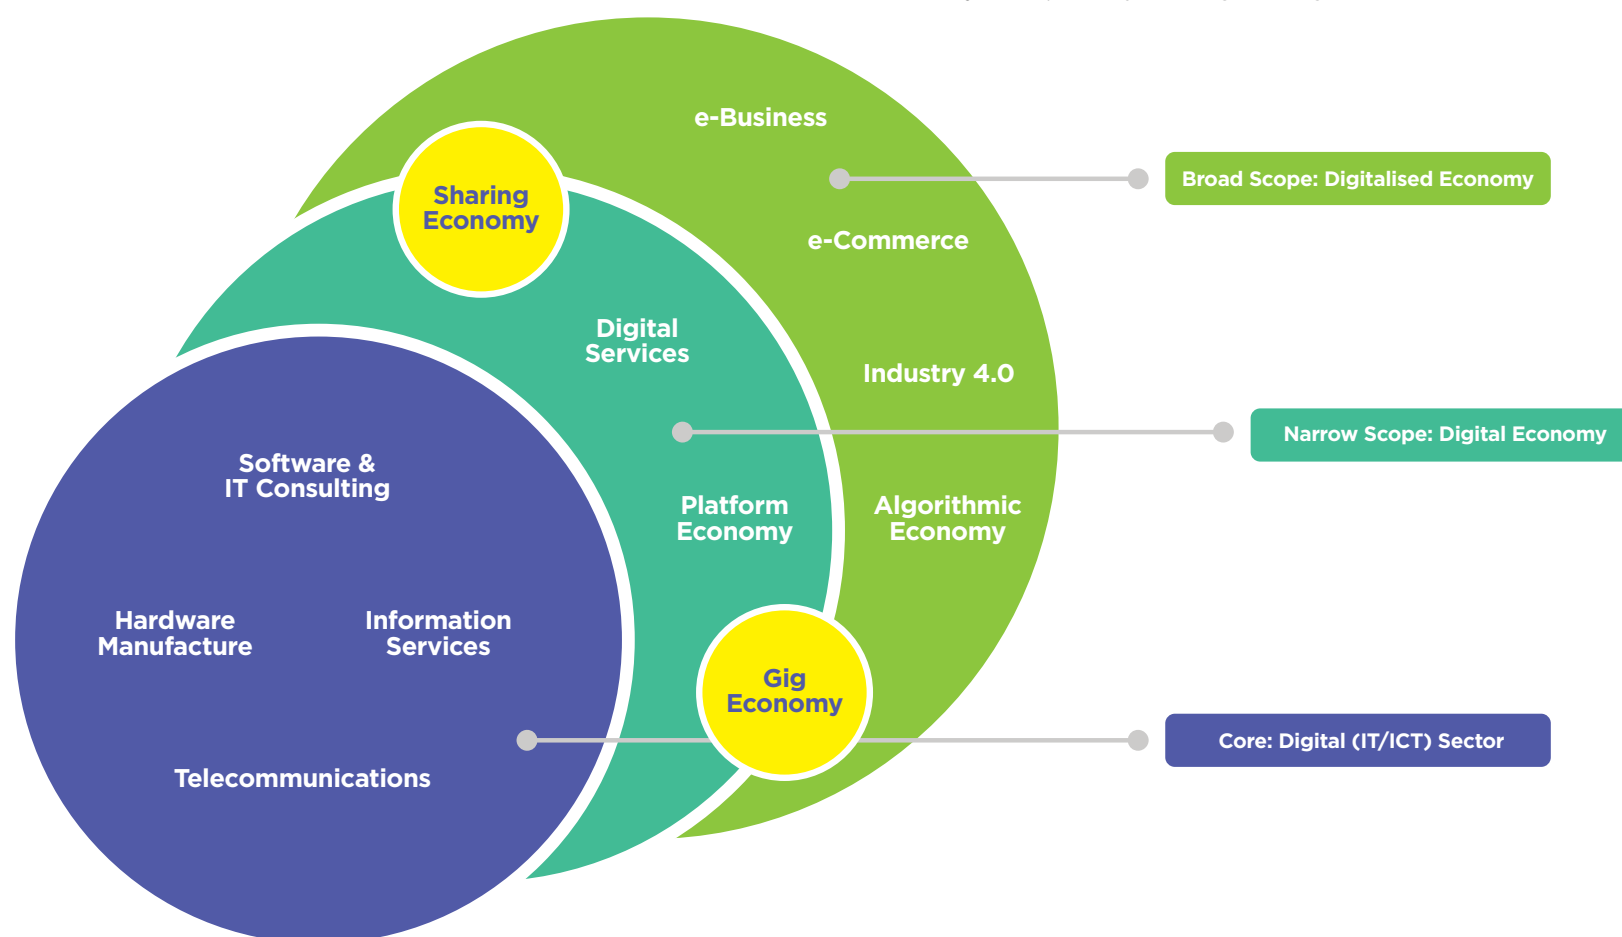 e-Business
Broad Scope: Digitalised Economy
Sharing
Economy
e-Commerce
Digital
Services
Industry 4.0
Narrow Scope: Digital Economy
Software &
IT Consulting
Platform
Economy
Algorithmic
Economy
Hardware
Manufacture
Information
Services
Gig
Economy
Core: Digital (IT/ICT) Sector
Telecommunications